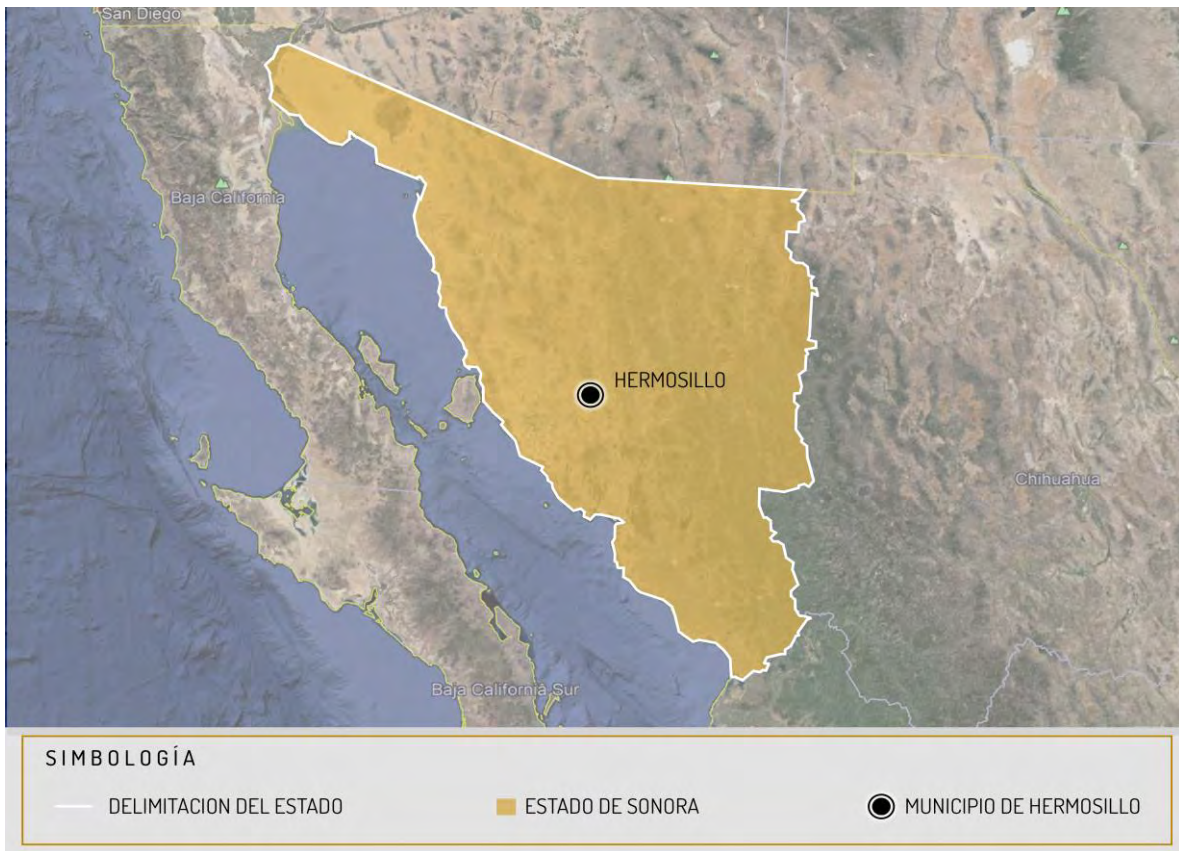 San Diego
Baja California
HERMOSILLO
Chihuahua
Baja California Sur
SIMBOLOGÍA
DELIMITACION DEL ESTADO
ESTADO DE SONORA
MUNICIPIO DE HERMOSILLO